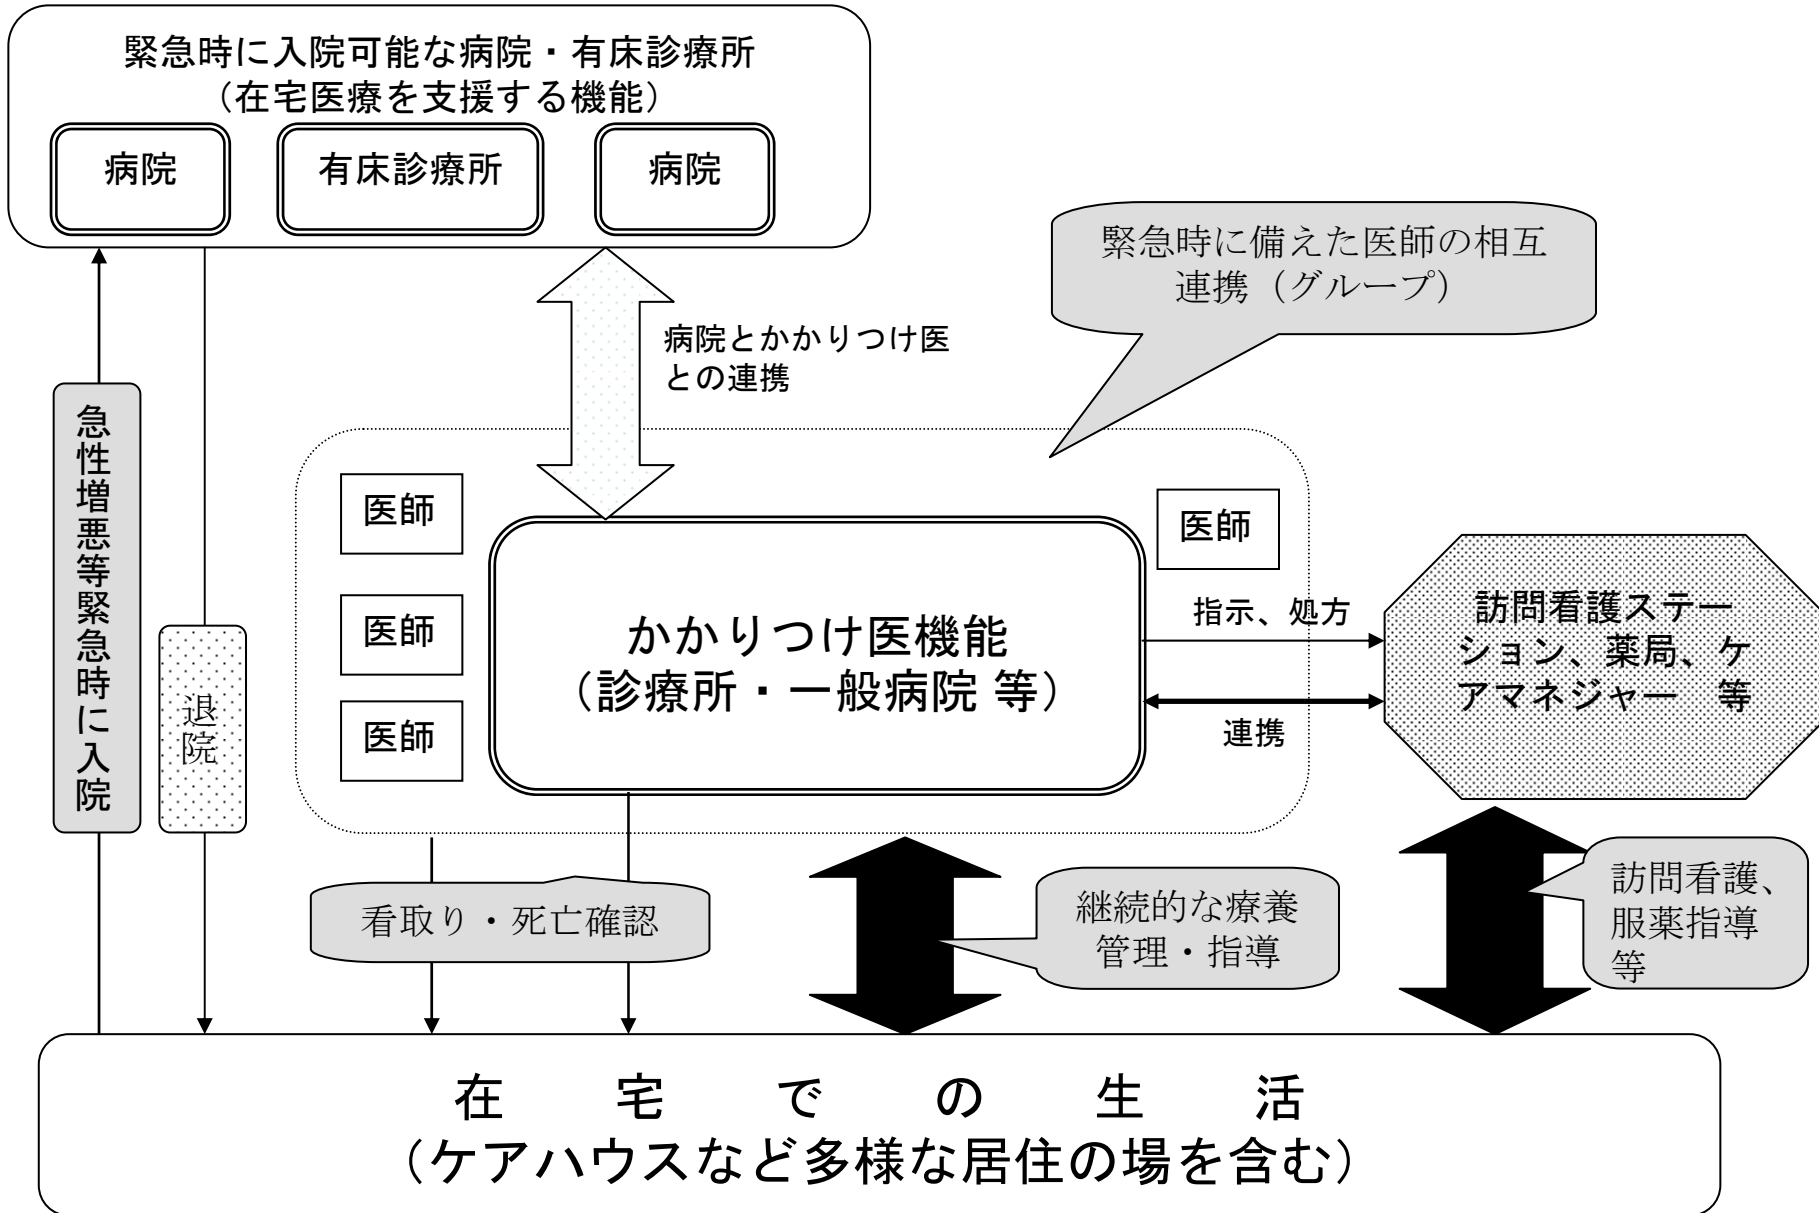 緊急時に入院可能な病院・有床診療所
（在宅医療を支援する機能）
病院
有床診療所
病院
緊急時に備えた医師の相互
連携（グループ）
病院とかかりつけ医
との連携
急性増悪等緊急時に入院
退院
医師
医師
医師
医師
かかりつけ医機能
（診療所・一般病院 等）
指示、処方
連携
訪問看護ステー
ション、薬局、ケ
アマネジャー　等
看取り・死亡確認
継続的な療養
管理・指導
訪問看護、
服薬指導
等
在　宅　で　の　生　活
（ケアハウスなど多様な居住の場を含む）